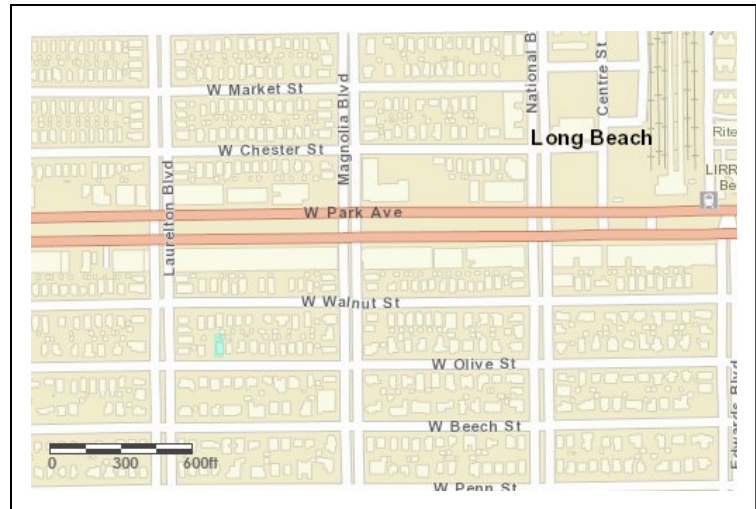 W Market St
Magnolia Blvd
National B
Centre St
Long Beach
Rite
W Chester St
LIRR
Be
Laurelton Blvd
W Park Ave
W Walnut St
W Olive St
Edwards Blvd
W Beech St
0 300 600ft
W Penn St